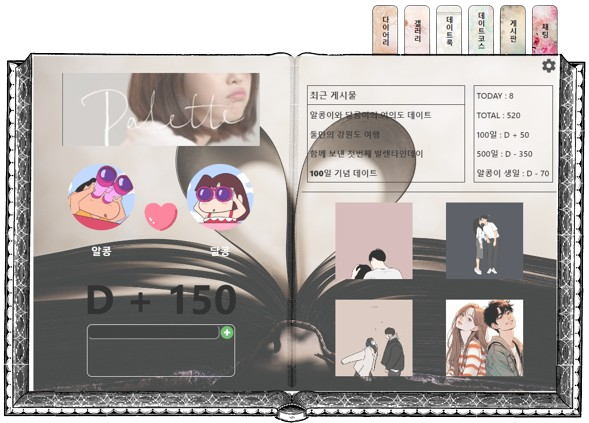 다이어리
갤러리
데이트룩
데이트코스
게시판
채팅
Palette
알콩
달콩
D + 150
최근 게시물
알콩이와 달콩이의 여의도 데이트
둘만의 강원도 여행
함께 보낸 첫번째 발렌타인데이
100일 기념 데이트
TODAY : 8
TOTAL : 520
100일 : D + 50
500일 : D - 350
알콩이 생일 : D - 70